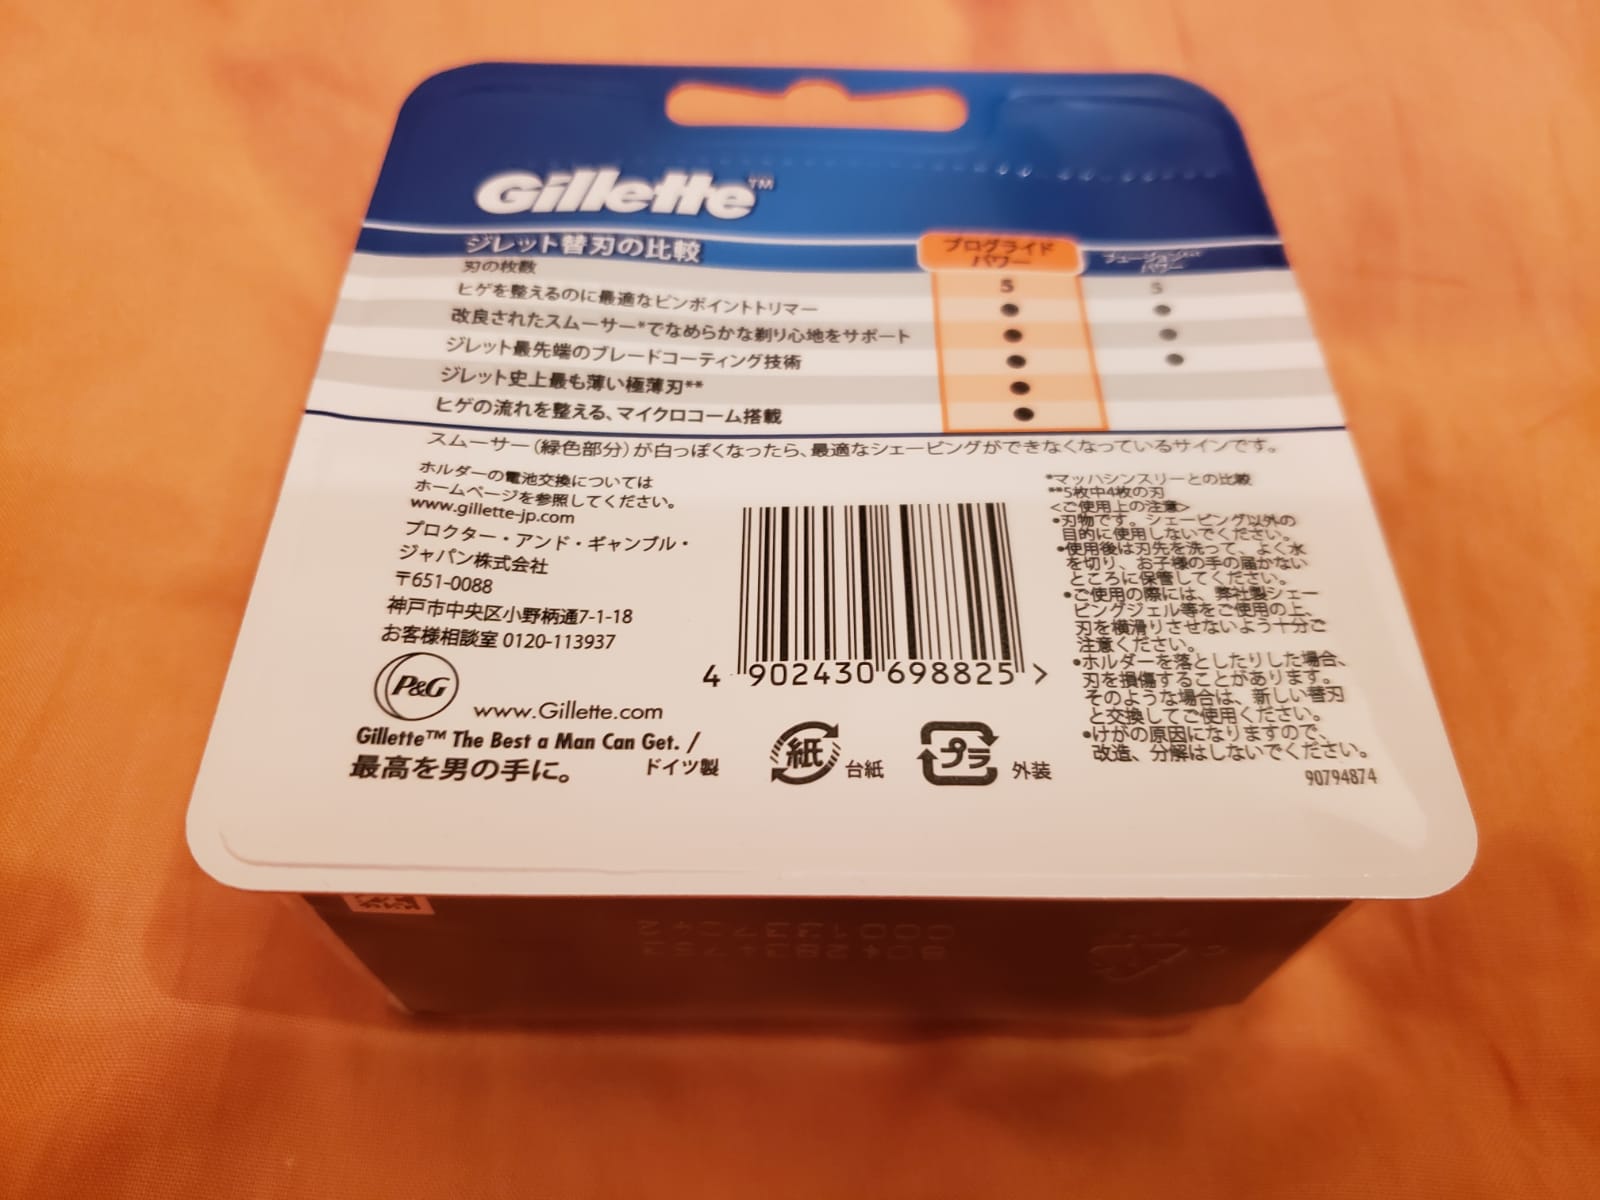 Gillette™
ジレット替刃の比較
プログライド
パワー
フュージョン
パワー
刃の枚数 5 5
ヒゲを整えるのに最適なピンポイントトリマー ● ●
改良されたスムーサー*でなめらかな剃り心地をサポート ● ●
ジレット最先端のブレードコーティング技術 ● ●
ジレット史上最も薄い極薄刃** ●
ヒゲの流れを整える、マイクロコーム搭載 ●
スムーサー（緑色部分）が白っぽくなったら、最適なシェービングができなくなっているサインです。
ホルダーの電池交換については
ホームページを参照してください。
www.gillette-jp.com
プロクター・アンド・ギャンブル・
ジャパン株式会社
〒651-0088
神戸市中央区小野柄通7-1-18
お客様相談室 0120-113937
P&G
www.Gillette.com
Gillette™ The Best a Man Can Get. /
最高を男の手に。
ドイツ製
4 902430 698825 >
紙 台紙
プラ 外装
*マッハシンスリーとの比較
**5枚中4枚の刃
<ご使用上の注意>
•刃物です。シェービング以外の
目的に使用しないでください。
•使用後は刃先を洗って、よく水
を切り、お子様の手の届かない
ところに保管してください。
•ご使用の際には、弊社製シェー
ビングジェル等をご使用の上、
刃を横滑りさせないよう十分ご
注意ください。
•ホルダーを落としたりした場合、
刃を損傷することがあります。
そのような場合は、新しい替刃
と交換してご使用ください。
•けがの原因になりますので、
改造、分解はしないでください。
90794874